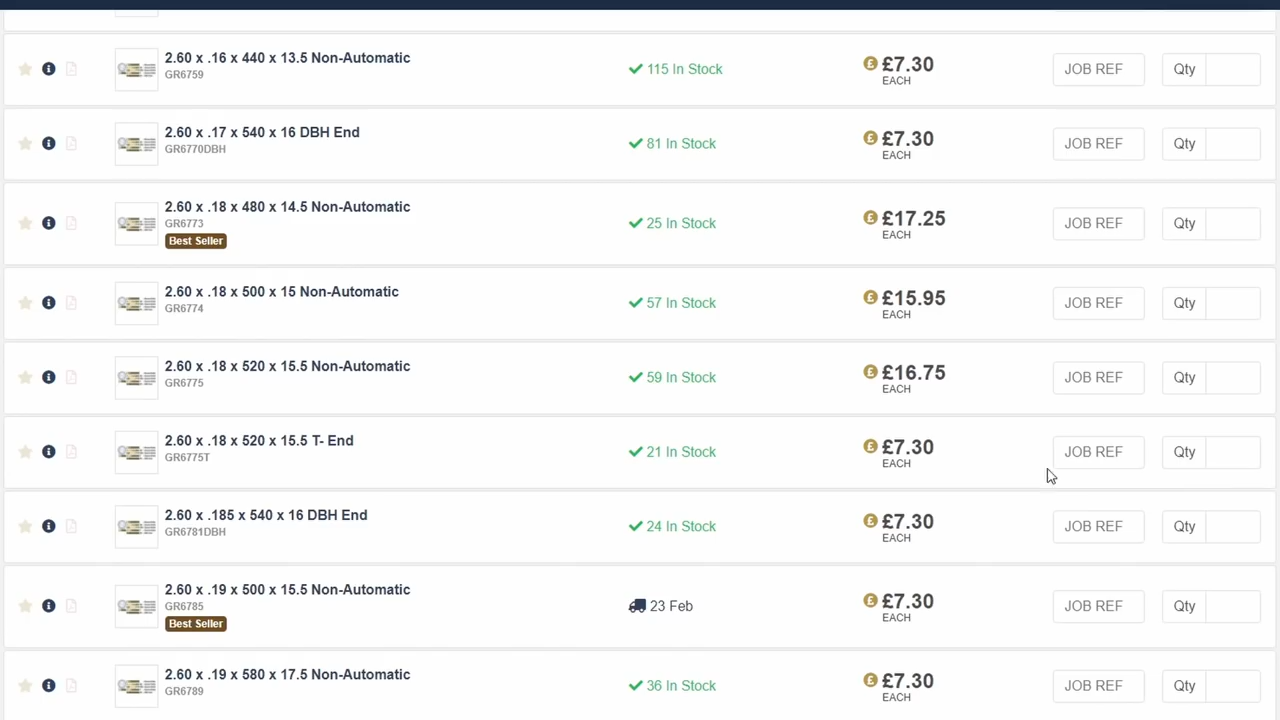 2.60 x .16 x 440 x 13.5 Non-Automatic
GR6759
115 In Stock
£7.30
EACH
JOB REF
Qty
2.60 x .17 x 540 x 16 DBH End
GR6770DBH
81 In Stock
£7.30
EACH
JOB REF
Qty
2.60 x .18 x 480 x 14.5 Non-Automatic
GR6773
Best Seller
25 In Stock
£17.25
EACH
JOB REF
Qty
2.60 x .18 x 500 x 15 Non-Automatic
GR6774
57 In Stock
£15.95
EACH
JOB REF
Qty
2.60 x .18 x 520 x 15.5 Non-Automatic
GR6775
59 In Stock
£16.75
EACH
JOB REF
Qty
2.60 x .18 x 520 x 15.5 T- End
GR6775T
21 In Stock
£7.30
EACH
JOB REF
Qty
2.60 x .185 x 540 x 16 DBH End
GR6781DBH
24 In Stock
£7.30
EACH
JOB REF
Qty
2.60 x .19 x 500 x 15.5 Non-Automatic
GR6785
Best Seller
23 Feb
£7.30
EACH
JOB REF
Qty
2.60 x .19 x 580 x 17.5 Non-Automatic
GR6789
36 In Stock
£7.30
EACH
JOB REF
Qty